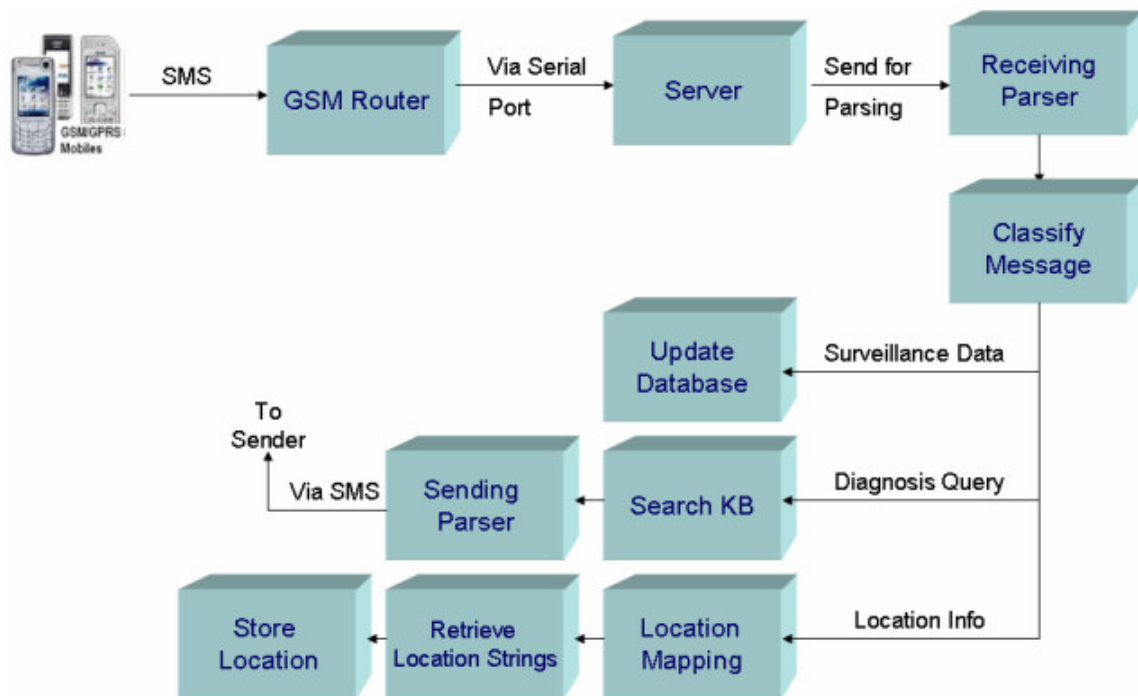 GSM/GPRS
Mobiles
SMS
GSM Router
Via Serial
Port
Server
Send for
Parsing
Receiving
Parser
Classify
Message
Surveillance Data
Update
Database
Diagnosis Query
Search KB
Sending
Parser
Via SMS
To
Sender
Location Info
Location
Mapping
Retrieve
Location Strings
Store
Location